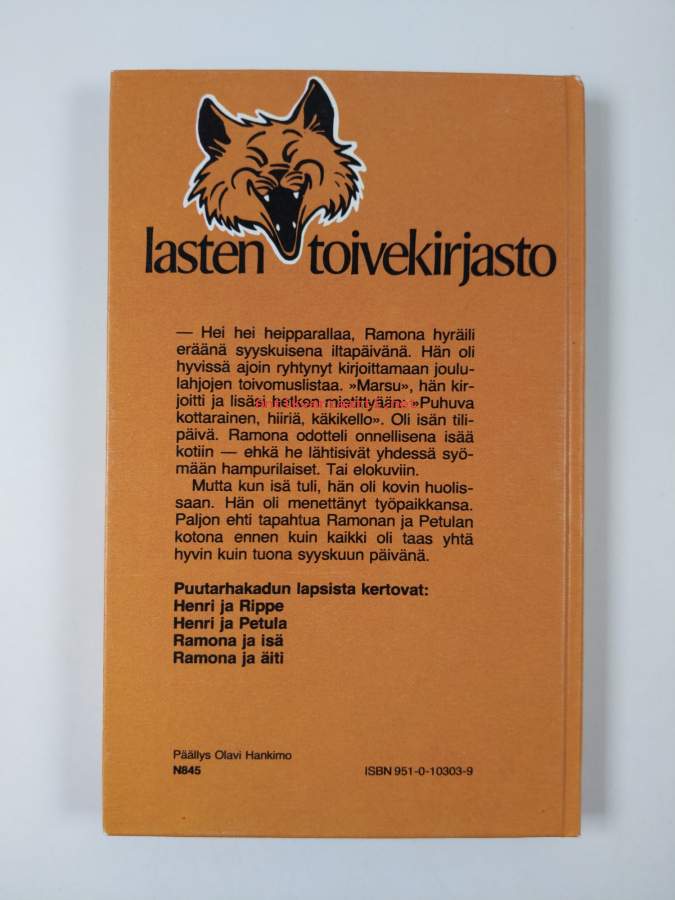 lasten toivekirjasto
— Hei hei heipparallaa, Ramona hyräili
eräänä syyskuisena iltapäivänä. Hän oli
hyvissä ajoin ryhtynyt kirjoittamaan joulu-
lahjojen toivomuslistaa. »Marsu», hän kir-
joitti ja lisäsi hetken mietittyään: »Puhuva
kottarainen, hiiriä, käkikello». Oli isän tili-
päivä. Ramona odotteli onnellisena isää
kotiin — ehkä he lähtisivät yhdessä syö-
mään hampurilaiset. Tai elokuviin.
Mutta kun isä tuli, hän oli kovin huolis-
saan. Hän oli menettänyt työpaikkansa.
Paljon ehti tapahtua Ramonan ja Petulan
kotona ennen kuin kaikki oli taas yhtä
hyvin kuin tuona syyskuun päivänä.
Puutarhakadun lapsista kertovat:
Henri ja Rippe
Henri ja Petula
Ramona ja isä
Ramona ja äiti
Päällys Olavi Hankimo
N845 ISBN 951-0-10303-9